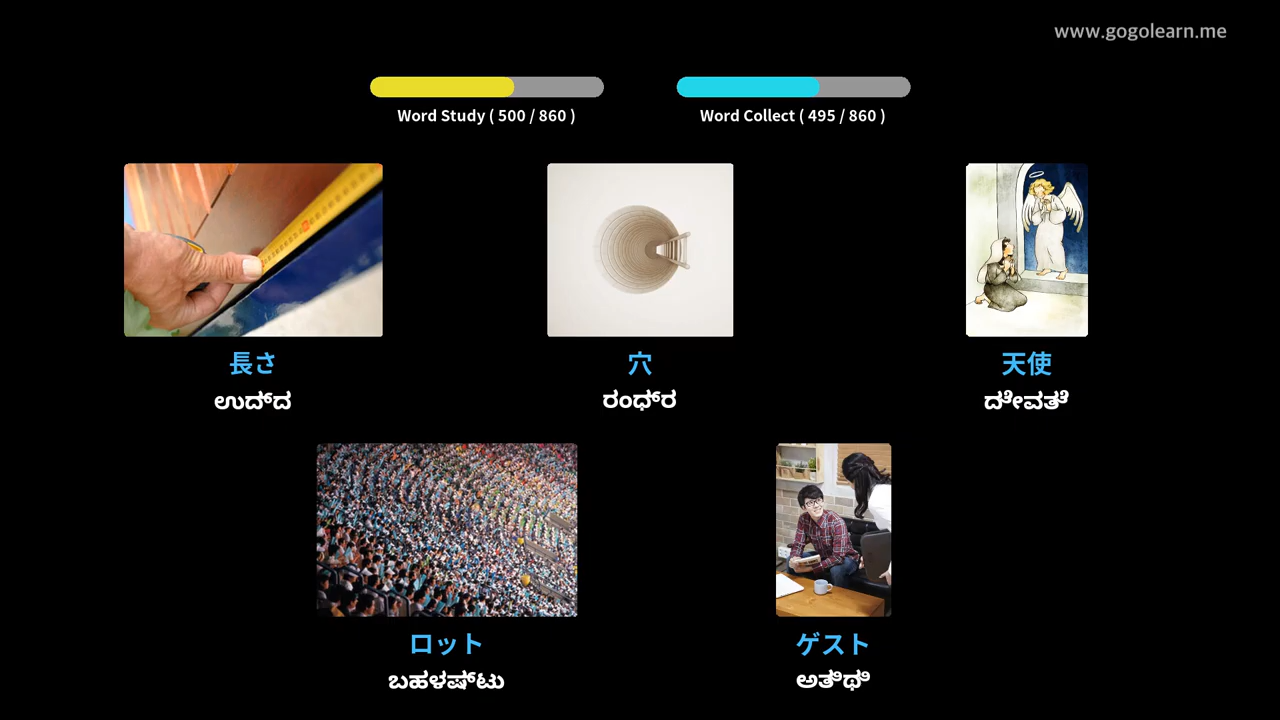 www.gogolearn.me
Word Study ( 500 / 860 )
Word Collect ( 495 / 860 )
長さ
ಉದ್ದ
穴
ರಂಧ್ರ
天使
ದೇವತೆ
ロット
ಬಹಳಷ್ಟು
ゲスト
ಅತಿಥಿ